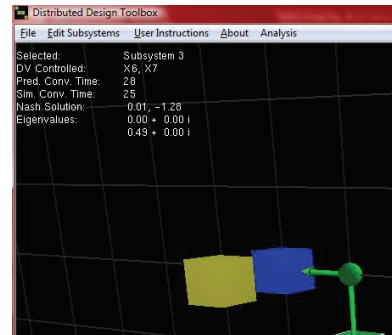 Distributed Design Toolbox
File Edit Subsystems User Instructions About Analysis
Selected: Subsystem 3
DV Controlled: X6, X7
Pred. Conv. Time: 28
Sim. Conv. Time: 25
Nash Solution: 0.01, -1.28
Eigenvalues: 0.00 + 0.00 i
0.49 + 0.00 i